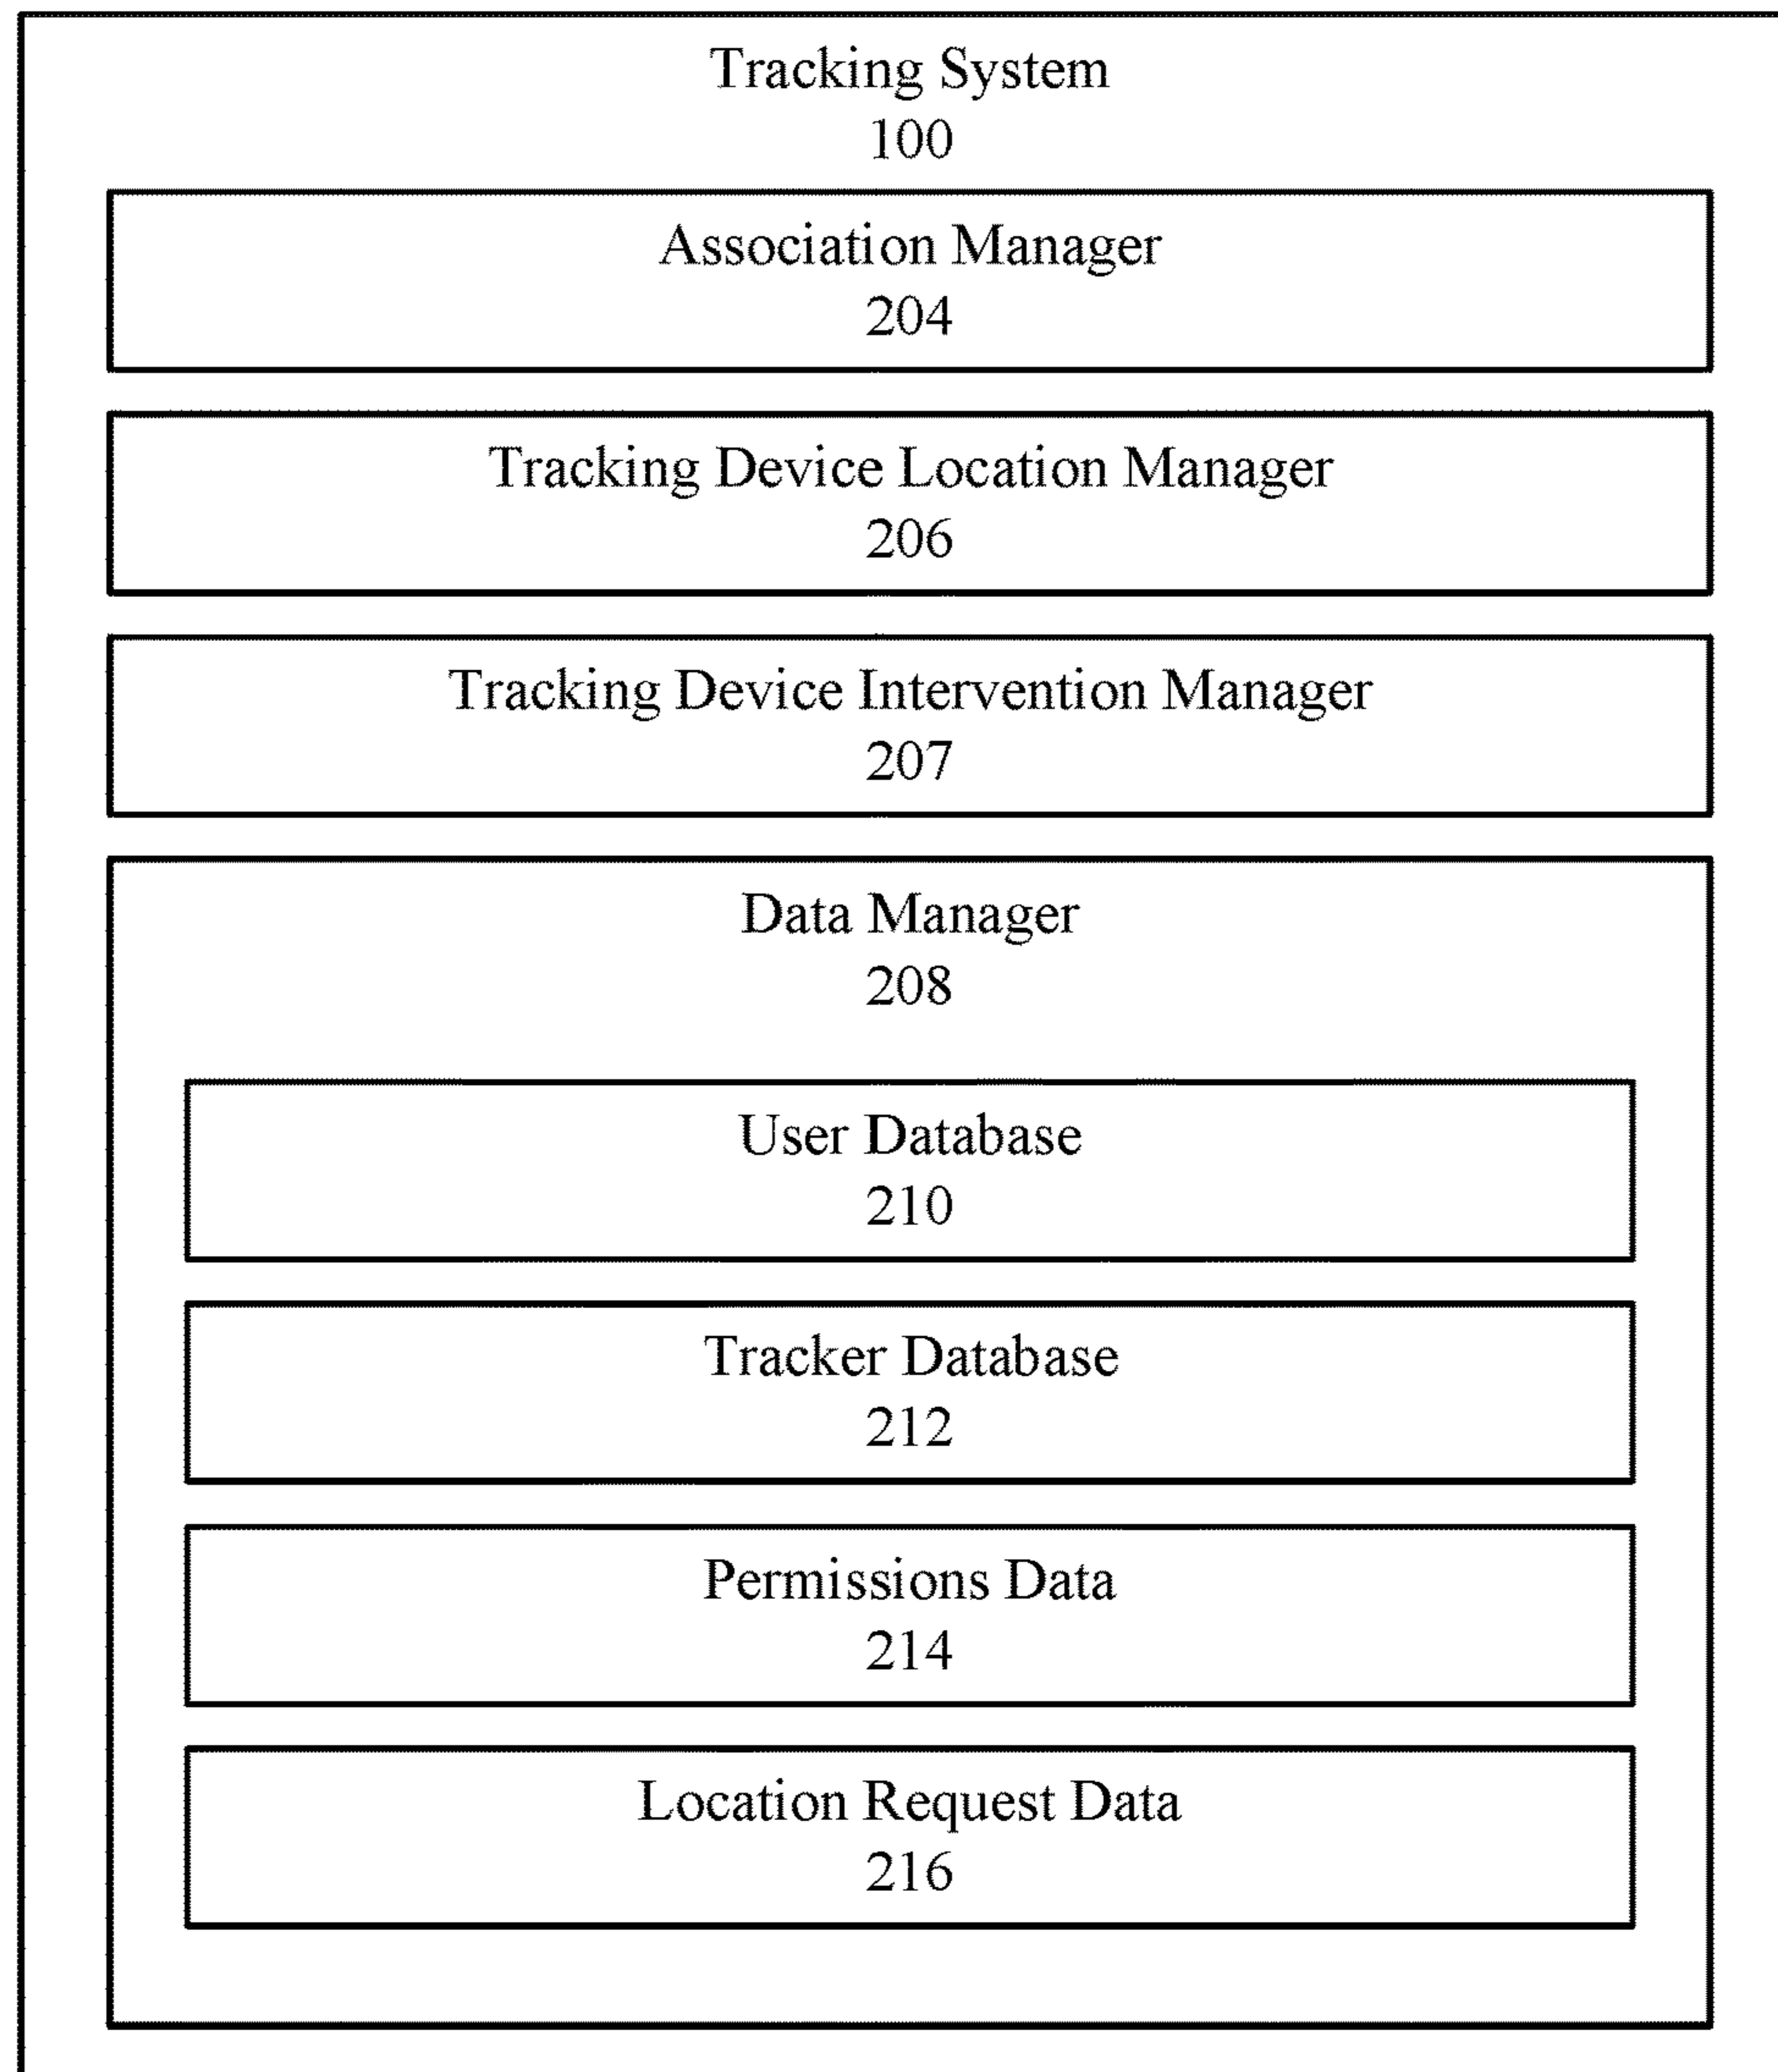 Tracking System
100
Association Manager
204
Tracking Device Location Manager
206
Tracking Device Intervention Manager
207
Data Manager
208
User Database
210
Tracker Database
212
Permissions Data
214
Location Request Data
216